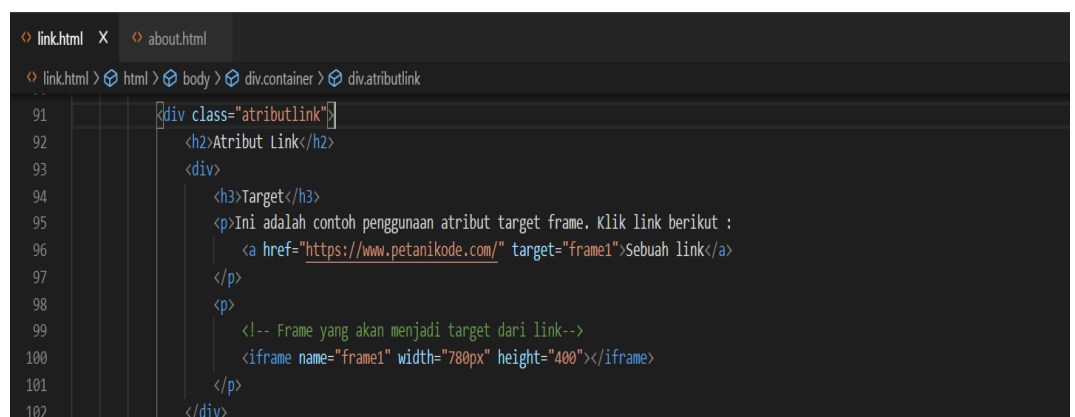 link.html X about.html
link.html > html > body > div.container > div.atributlink
91 <div class="atributlink">
92 <h2>Atribut Link</h2>
93 <div>
94 <h3>Target</h3>
95 <p>Ini adalah contoh penggunaan atribut target frame. Klik link berikut :
96 <a href="https://www.petanikode.com/" target="frame1">Sebuah link</a>
97 </p>
98 <p>
99 <!-- Frame yang akan menjadi target dari link-->
100 <iframe name="frame1" width="780px" height="400"></iframe>
101 </p>
102 </div>